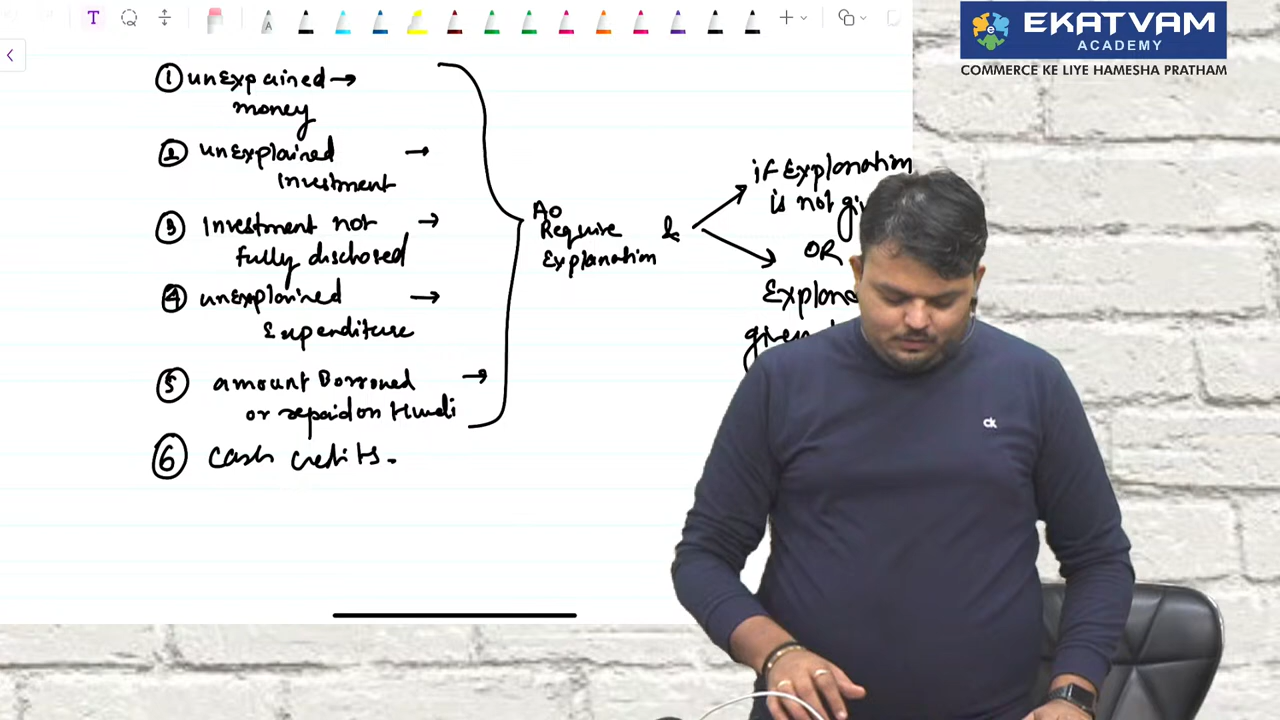 EKATVAM
ACADEMY
COMMERCE KE LIYE HAMESHA PRATHAM
① unExpained →
money
② unExplained →
Investment
③ Investment not →
fully disclosed
④ unExplained →
Expenditure
⑤ amount Borrowed →
or repaid on Hundi
⑥ cash credits.
AO
Require &
Explanation
if Explanation
is not
OR
given
T
A
e
ck